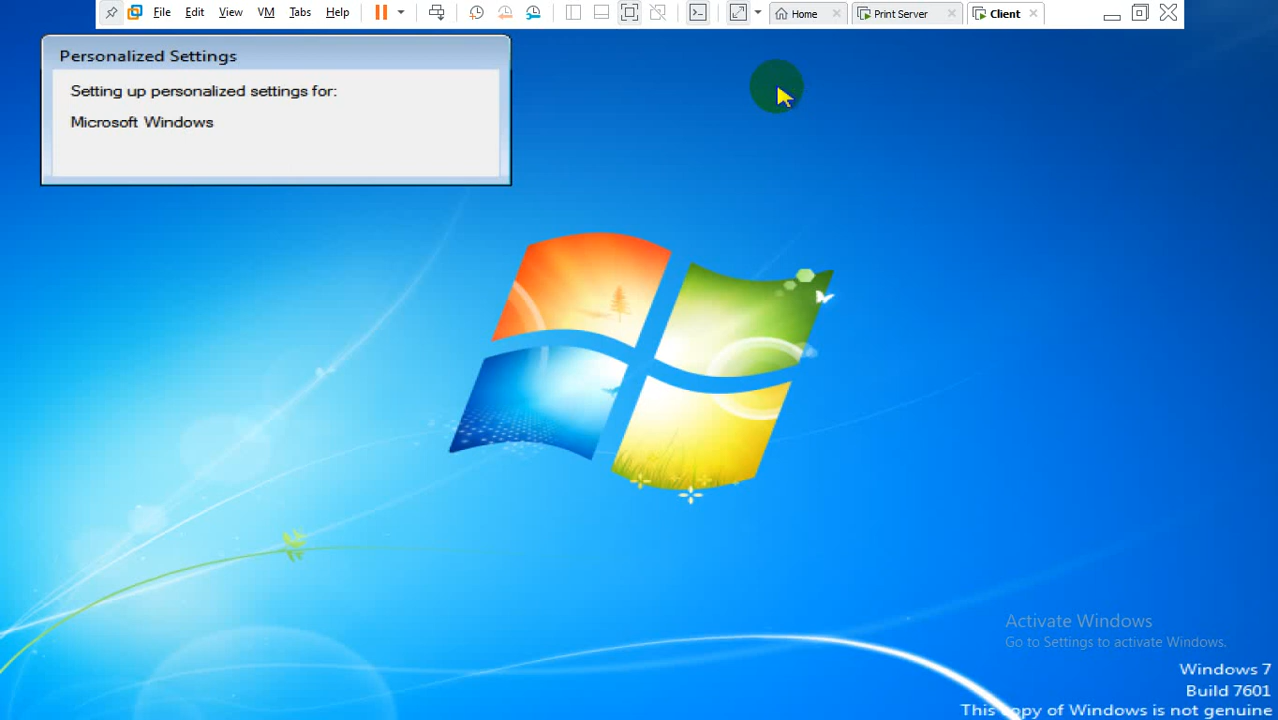 File Edit View VM Tabs Help Home Print Server Client
Personalized Settings
Setting up personalized settings for:
Microsoft Windows
Activate Windows
Go to Settings to activate Windows.
Windows 7
Build 7601
This copy of Windows is not genuine